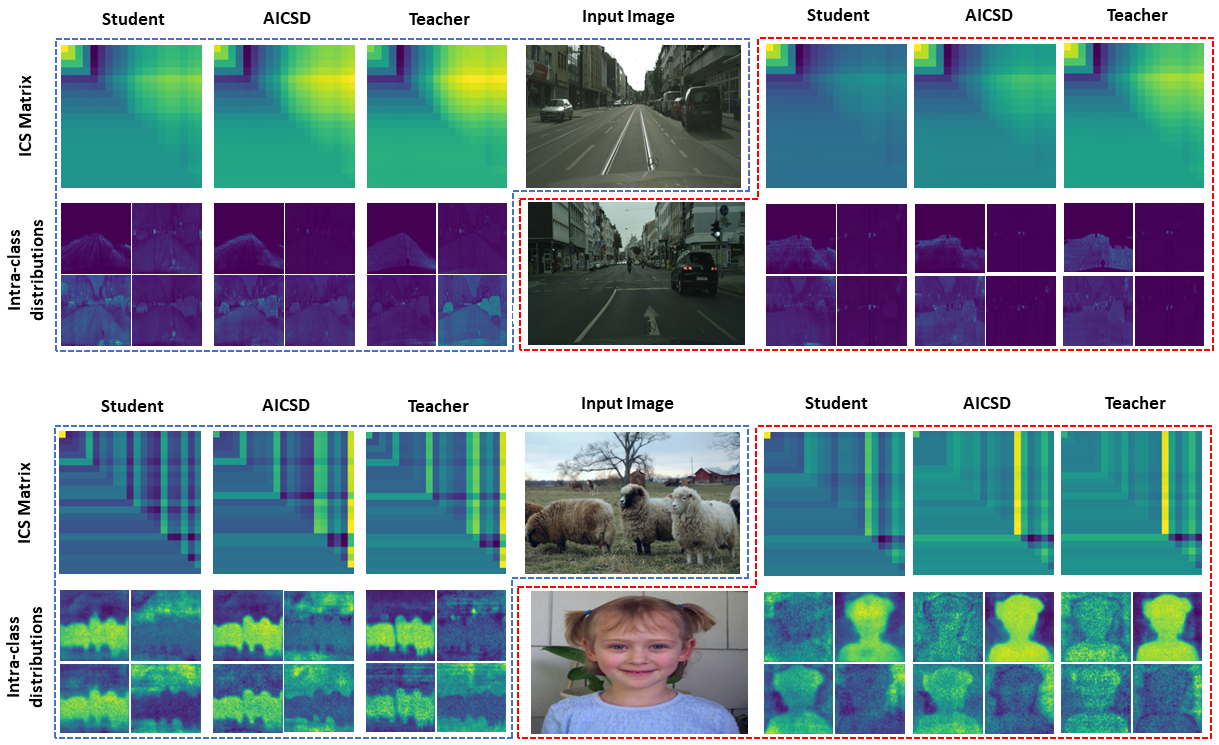 Student AICSD Teacher Input Image Student AICSD Teacher
ICS Matrix
Intra-class
distributions
Student AICSD Teacher Input Image Student AICSD Teacher
ICS Matrix
Intra-class
distributions